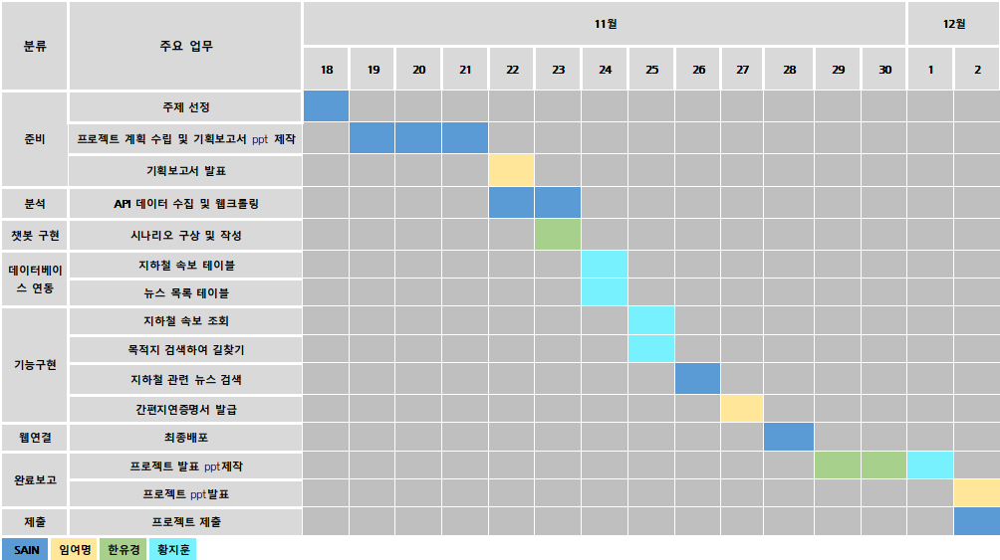 분류 주요 업무 11월 12월
18 19 20 21 22 23 24 25 26 27 28 29 30 1 2
준비 주제 선정
프로젝트 계획 수립 및 기획보고서 ppt 제작
기획보고서 발표
분석 API 데이터 수집 및 웹크롤링
챗봇 구현 시나리오 구상 및 작성
데이터베이
스 연동
지하철 속보 테이블
뉴스 목록 테이블
기능구현 지하철 속보 조회
목적지 검색하여 길찾기
지하철 관련 뉴스 검색
간편지연증명서 발급
웹연결 최종배포
완료보고 프로젝트 발표 ppt제작
프로젝트 ppt발표
제출 프로젝트 제출
SAIN 임여명 한유경 황지훈